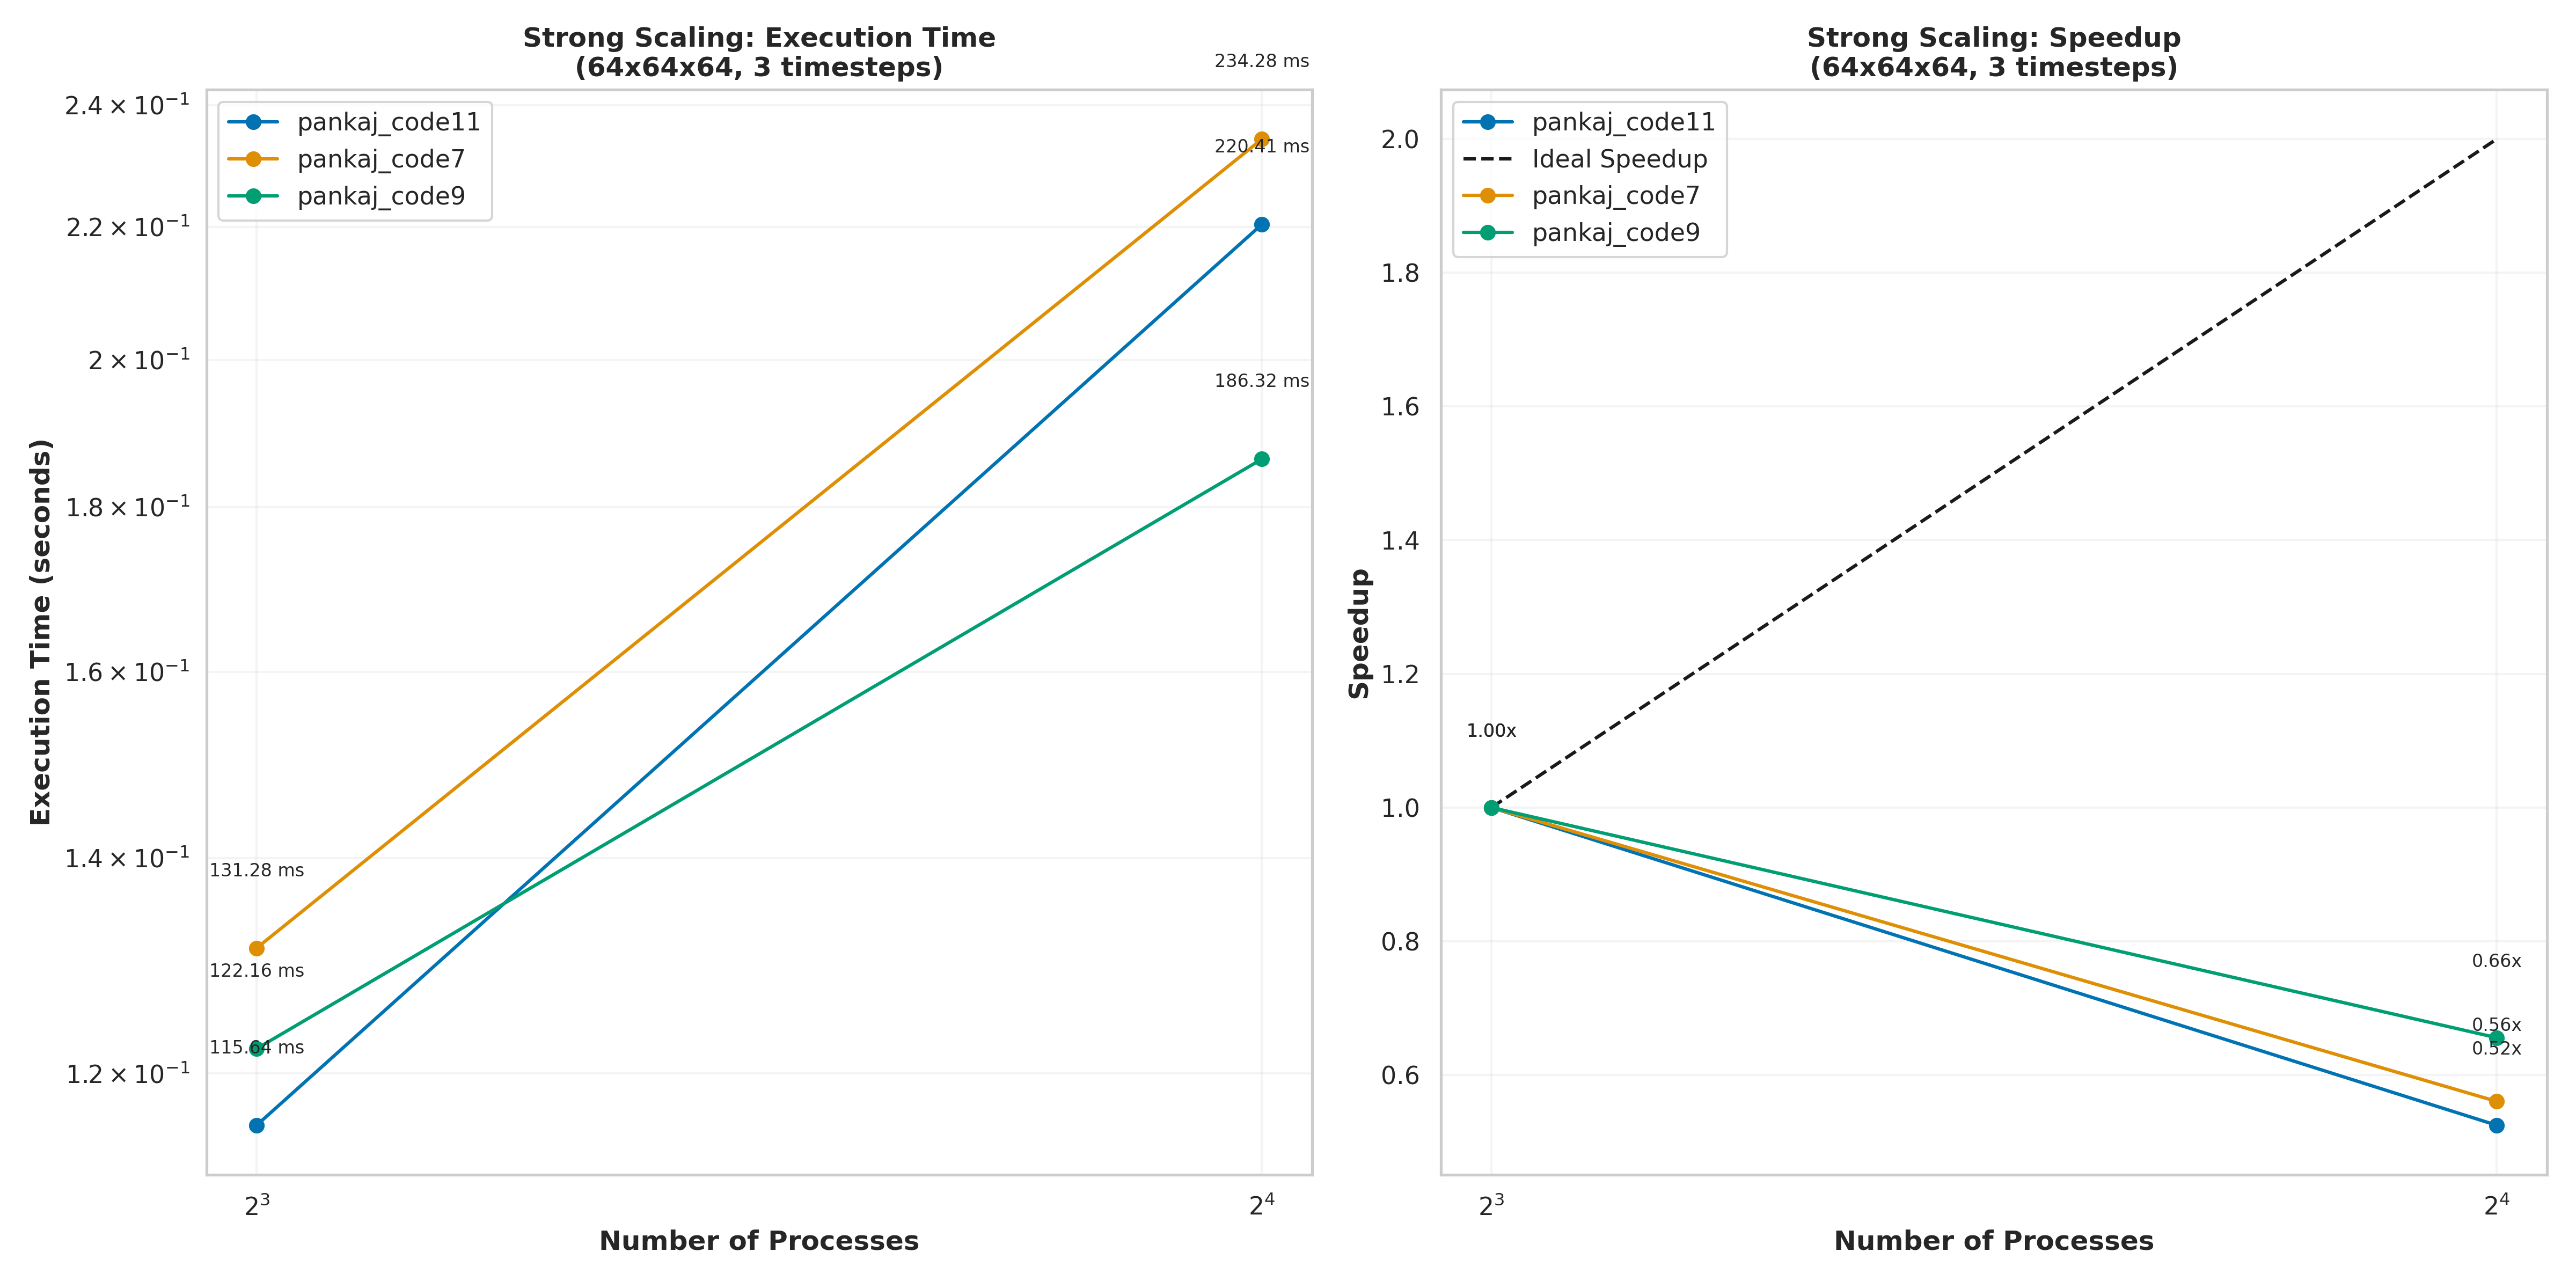 Strong Scaling: Execution Time
(64x64x64, 3 timesteps)
234.28 ms
2.4 × 10⁻¹
pankaj_code11
pankaj_code7
pankaj_code9
220.41 ms
2.2 × 10⁻¹
2 × 10⁻¹
186.32 ms
1.8 × 10⁻¹
1.6 × 10⁻¹
1.4 × 10⁻¹
131.28 ms
122.16 ms
115.64 ms
1.2 × 10⁻¹
Execution Time (seconds)
2³
2⁴
Number of Processes
Strong Scaling: Speedup
(64x64x64, 3 timesteps)
pankaj_code11
Ideal Speedup
pankaj_code7
pankaj_code9
2.0
1.8
1.6
1.4
1.2
1.00x
1.0
0.8
0.66x
0.56x
0.52x
0.6
Speedup
2³
2⁴
Number of Processes